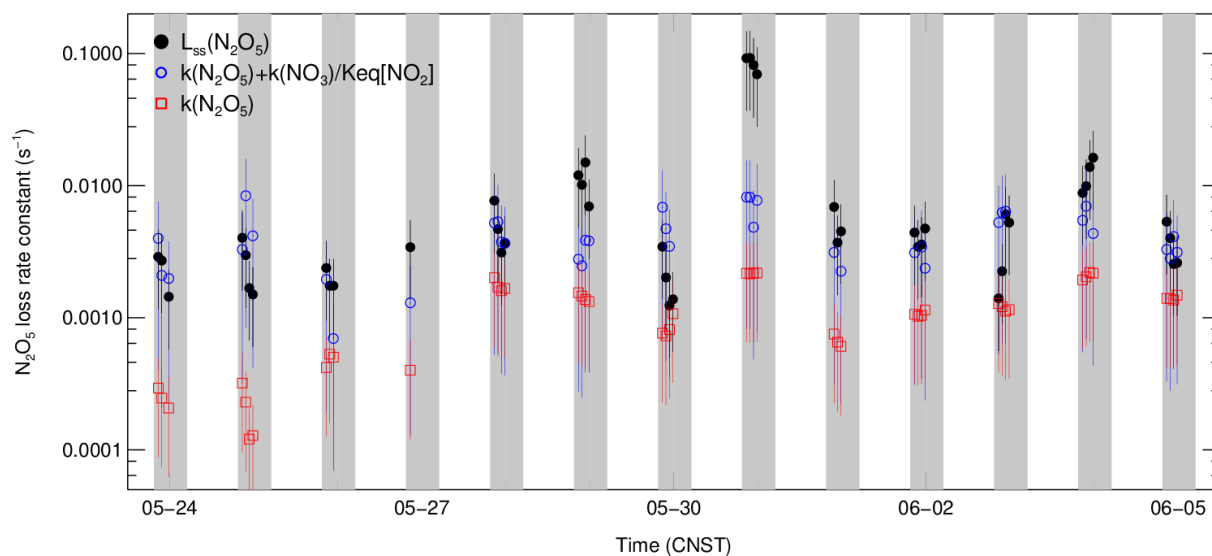 0.1000
0.0100
0.0010
0.0001
N₂O₅ loss rate constant (s⁻¹)
Lss(N₂O₅)
k(N₂O₅)+k(NO₃)/Keq[NO₂]
k(N₂O₅)
05−24
05−27
05−30
06−02
06−05
Time (CNST)